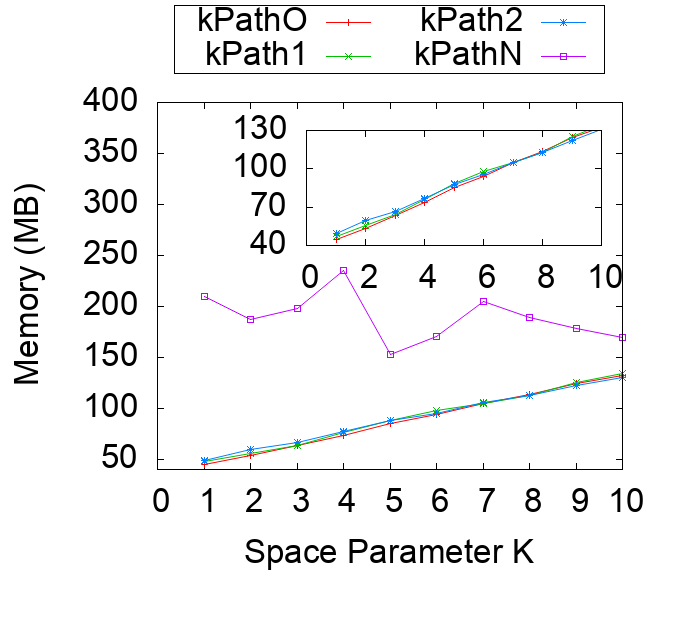 kPathO kPath2
kPath1 kPathN
400
350
300
250
200
150
100
50
130
100
70
40
0 2 4 6 8 10
0 1 2 3 4 5 6 7 8 9 10
Memory (MB)
Space Parameter K